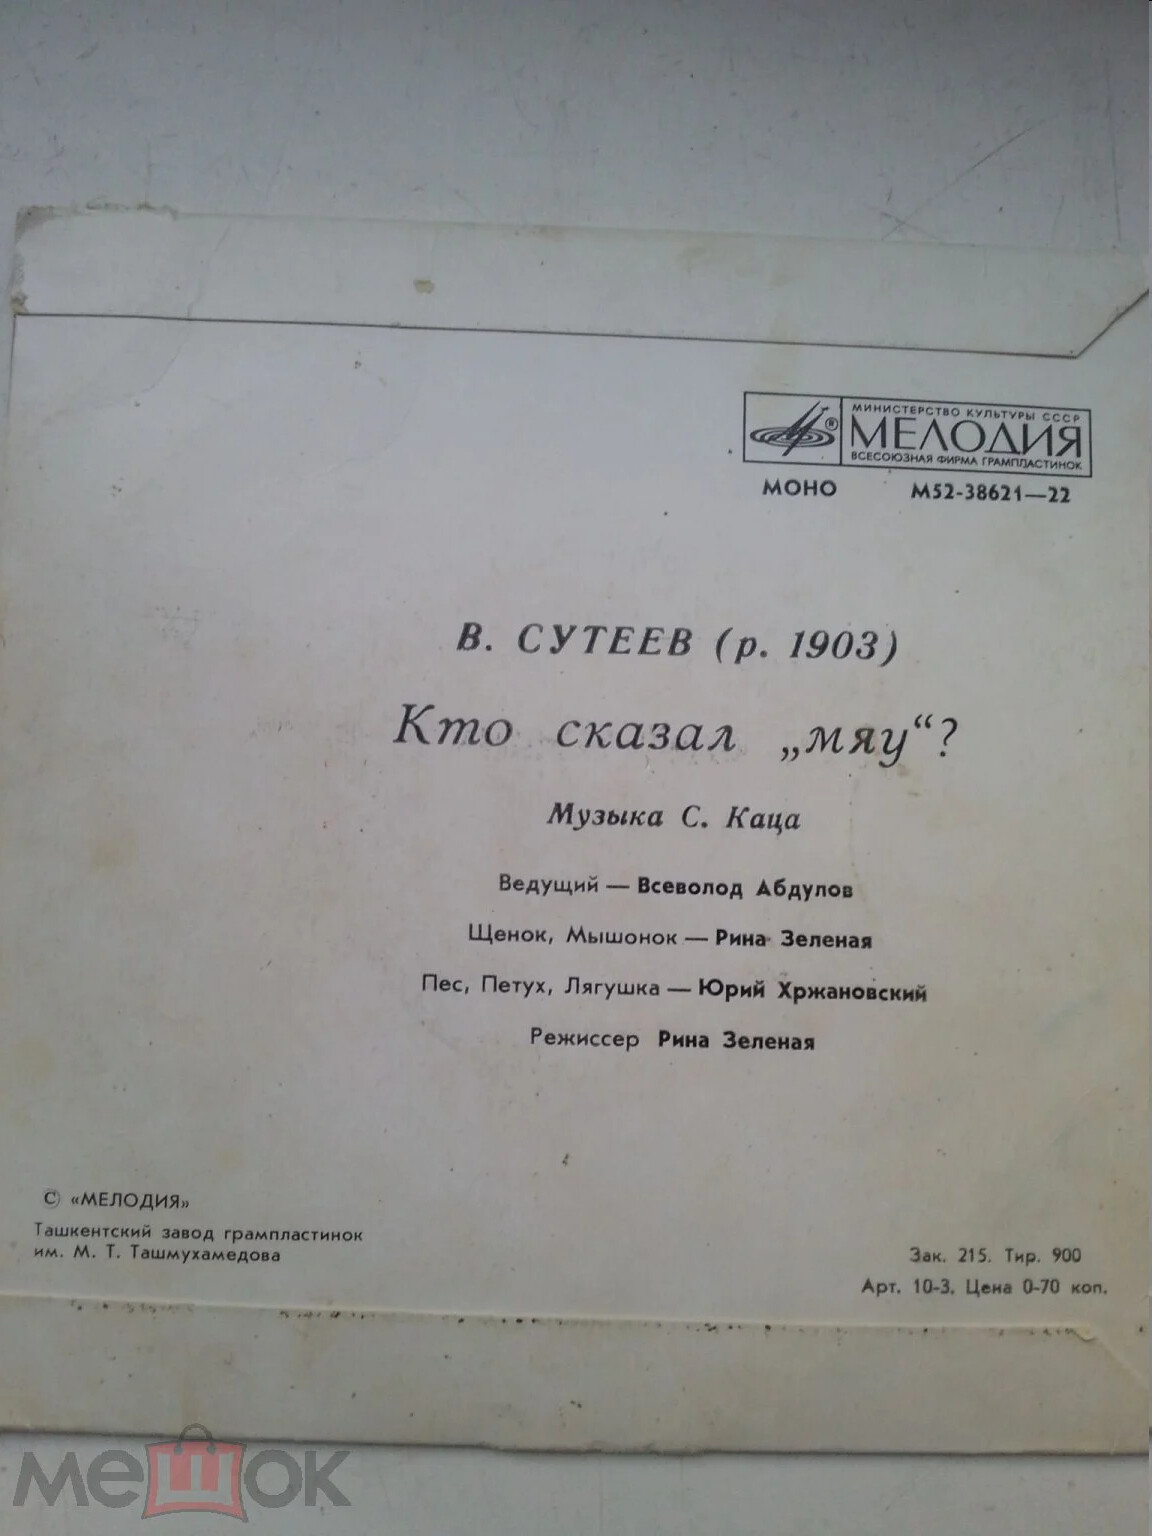 МИНИСТЕРСТВО КУЛЬТУРЫ СССР
МЕЛОДИЯ
®
ВСЕСОЮЗНАЯ ФИРМА ГРАМПЛАСТИНОК
МОНО М52-38621—22
В. СУТЕЕВ (р. 1903)
Кто сказал „мяу“?
Музыка С. Каца
Ведущий — Всеволод Абдулов
Щенок, Мышонок — Рина Зеленая
Пес, Петух, Лягушка — Юрий Хржановский
Режиссер Рина Зеленая
© «МЕЛОДИЯ»
Ташкентский завод грампластинок
им. М. Т. Ташмухамедова
Зак. 215. Тир. 900
Арт. 10-3. Цена 0-70 коп.
мешок